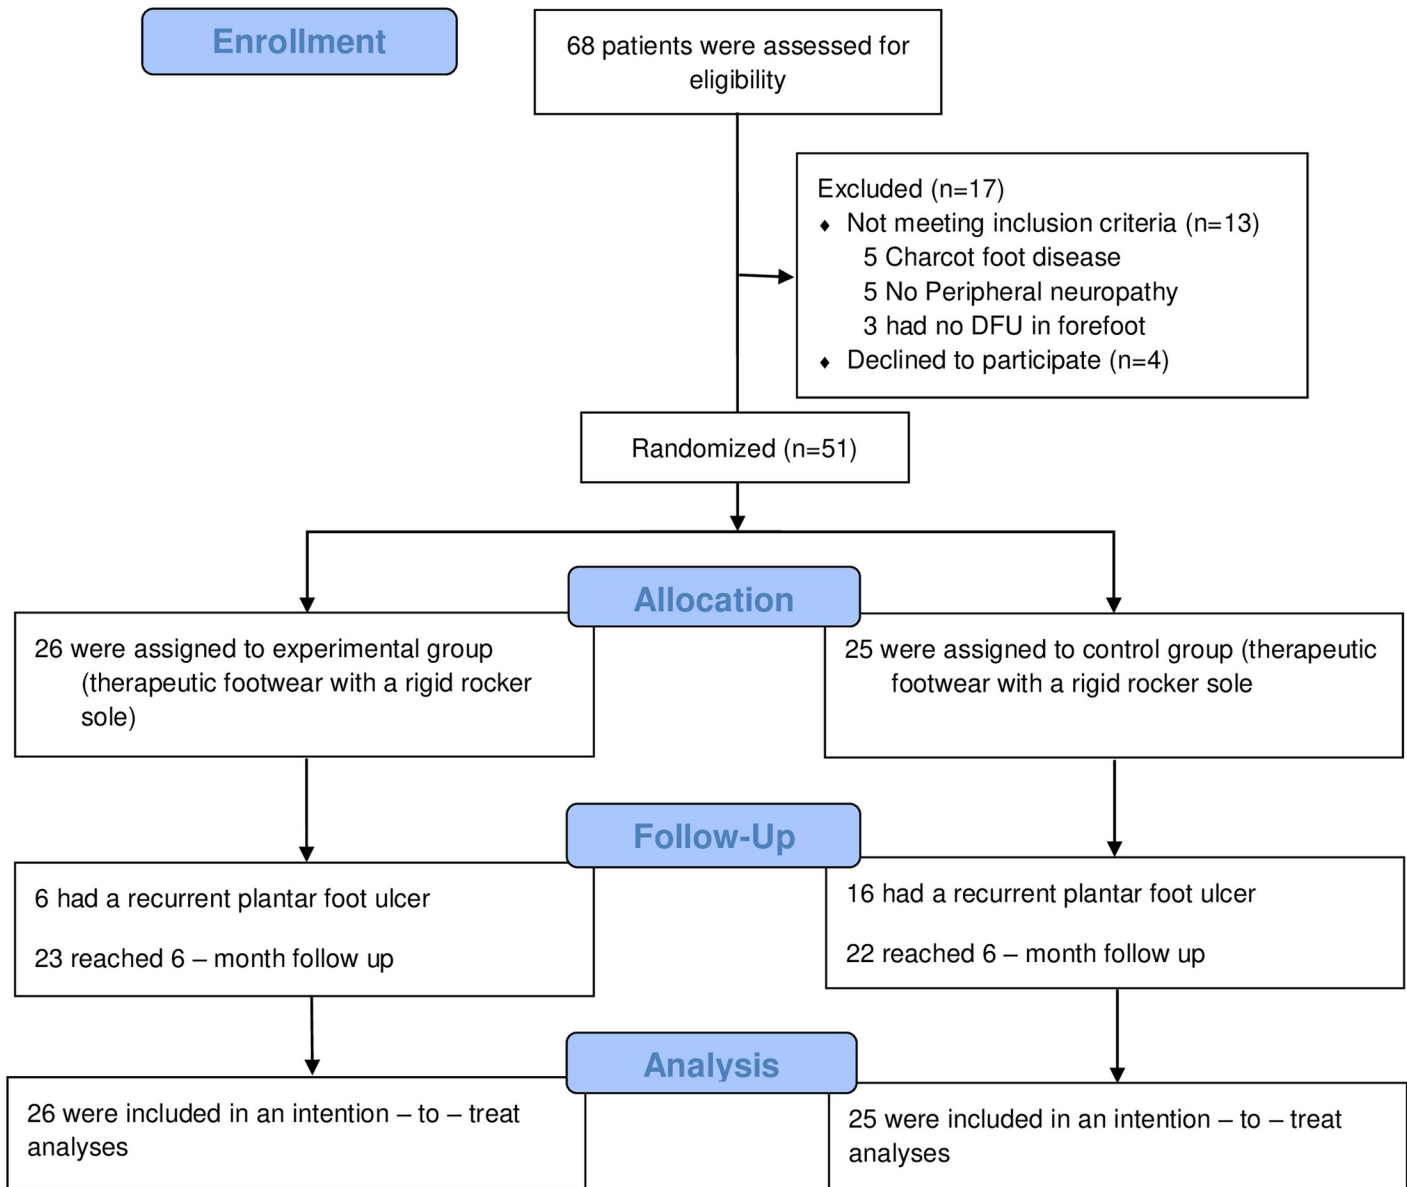 Enrollment
68 patients were assessed for
eligibility
Excluded (n=17)
♦ Not meeting inclusion criteria (n=13)
5 Charcot foot disease
5 No Peripheral neuropathy
3 had no DFU in forefoot
♦ Declined to participate (n=4)
Randomized (n=51)
Allocation
26 were assigned to experimental group
(therapeutic footwear with a rigid rocker
sole)
25 were assigned to control group (therapeutic
footwear with a rigid rocker sole
Follow-Up
6 had a recurrent plantar foot ulcer
23 reached 6 – month follow up
16 had a recurrent plantar foot ulcer
22 reached 6 – month follow up
Analysis
26 were included in an intention – to – treat
analyses
25 were included in an intention – to – treat
analyses